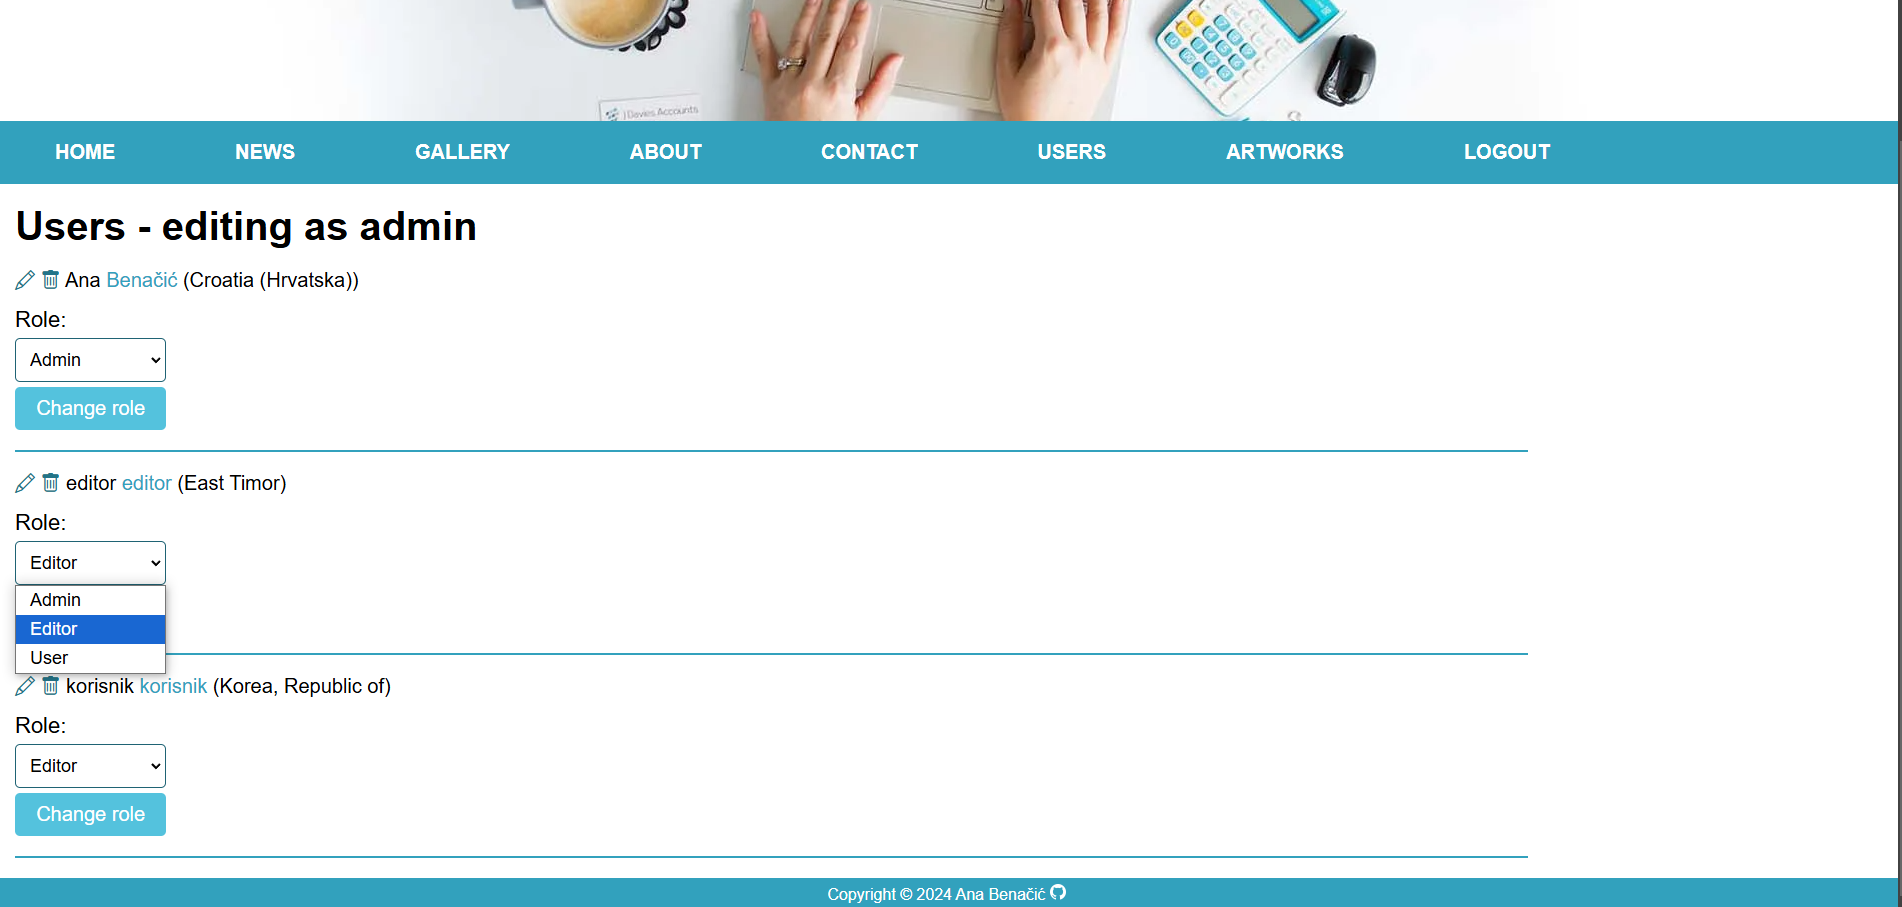 J Davies Accounts
HOME NEWS GALLERY ABOUT CONTACT USERS ARTWORKS LOGOUT
Users - editing as admin
Ana Benačić (Croatia (Hrvatska))
Role:
Admin
Change role
editor editor (East Timor)
Role:
Editor
Admin
Editor
User
korisnik korisnik (Korea, Republic of)
Role:
Editor
Change role
Copyright © 2024 Ana Benačić